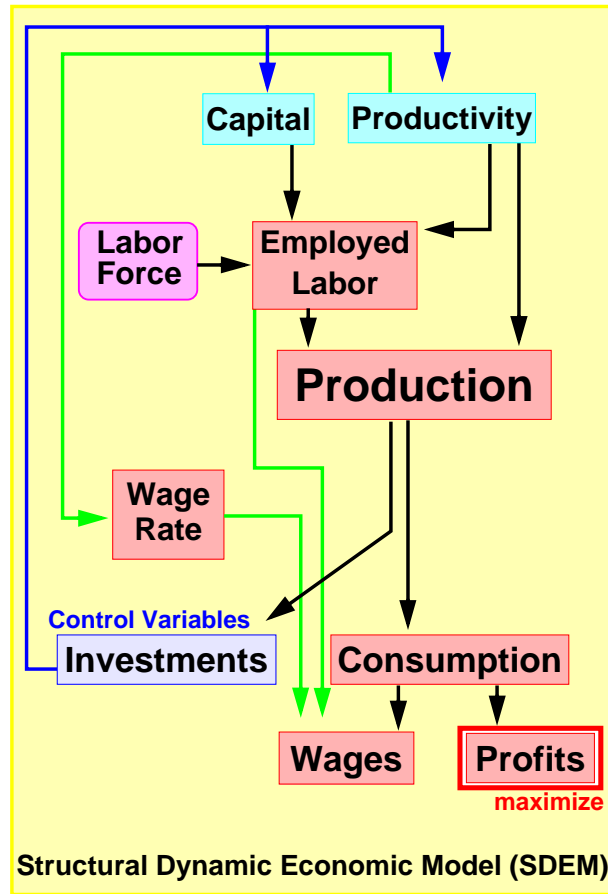 Capital
Productivity
Labor
Force
Employed
Labor
Production
Wage
Rate
Control Variables
Investments
Consumption
Wages
Profits
maximize
Structural Dynamic Economic Model (SDEM)